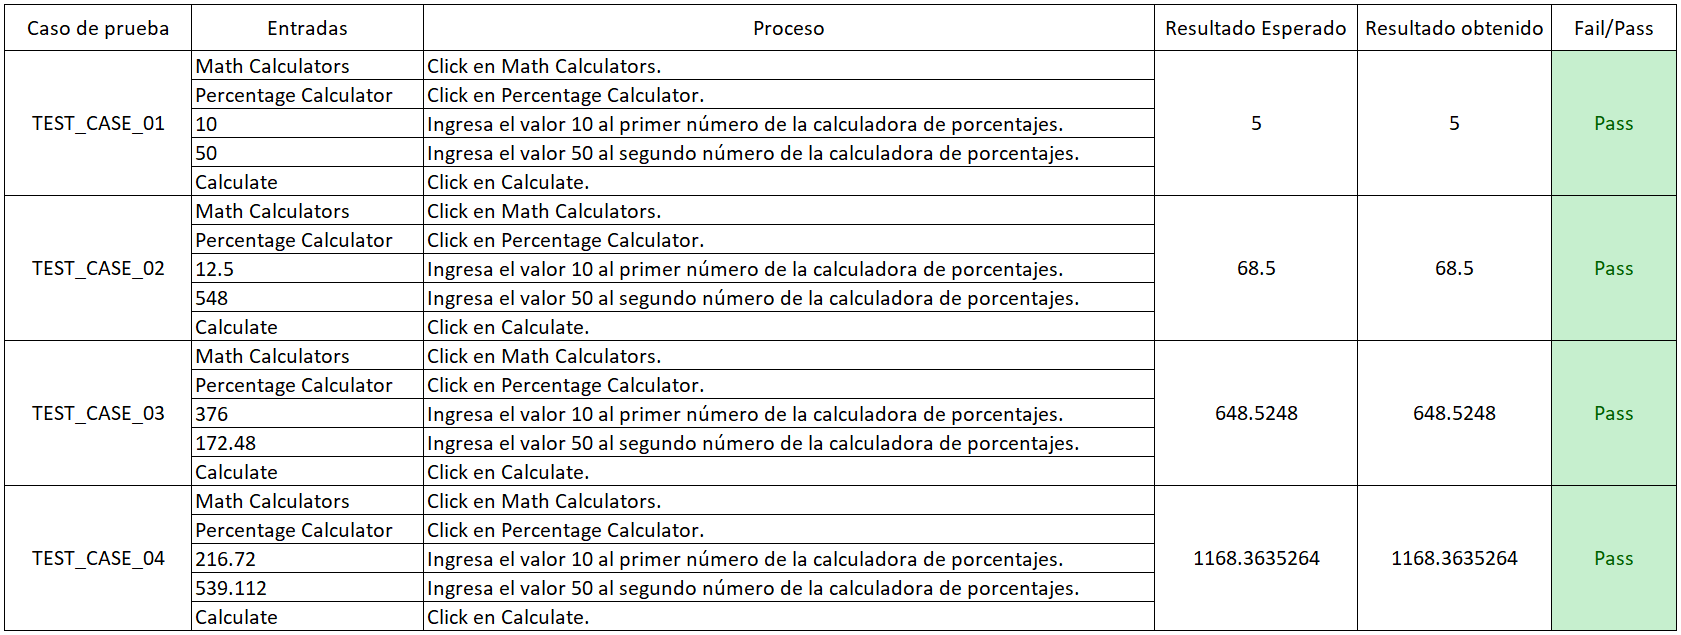 Caso de prueba Entradas Proceso Resultado Esperado Resultado obtenido Fail/Pass
TEST_CASE_01 Math Calculators Click en Math Calculators. 5 5 Pass
Percentage Calculator Click en Percentage Calculator.
10 Ingresa el valor 10 al primer número de la calculadora de porcentajes.
50 Ingresa el valor 50 al segundo número de la calculadora de porcentajes.
Calculate Click en Calculate.
TEST_CASE_02 Math Calculators Click en Math Calculators. 68.5 68.5 Pass
Percentage Calculator Click en Percentage Calculator.
12.5 Ingresa el valor 10 al primer número de la calculadora de porcentajes.
548 Ingresa el valor 50 al segundo número de la calculadora de porcentajes.
Calculate Click en Calculate.
TEST_CASE_03 Math Calculators Click en Math Calculators. 648.5248 648.5248 Pass
Percentage Calculator Click en Percentage Calculator.
376 Ingresa el valor 10 al primer número de la calculadora de porcentajes.
172.48 Ingresa el valor 50 al segundo número de la calculadora de porcentajes.
Calculate Click en Calculate.
TEST_CASE_04 Math Calculators Click en Math Calculators. 1168.3635264 1168.3635264 Pass
Percentage Calculator Click en Percentage Calculator.
216.72 Ingresa el valor 10 al primer número de la calculadora de porcentajes.
539.112 Ingresa el valor 50 al segundo número de la calculadora de porcentajes.
Calculate Click en Calculate.